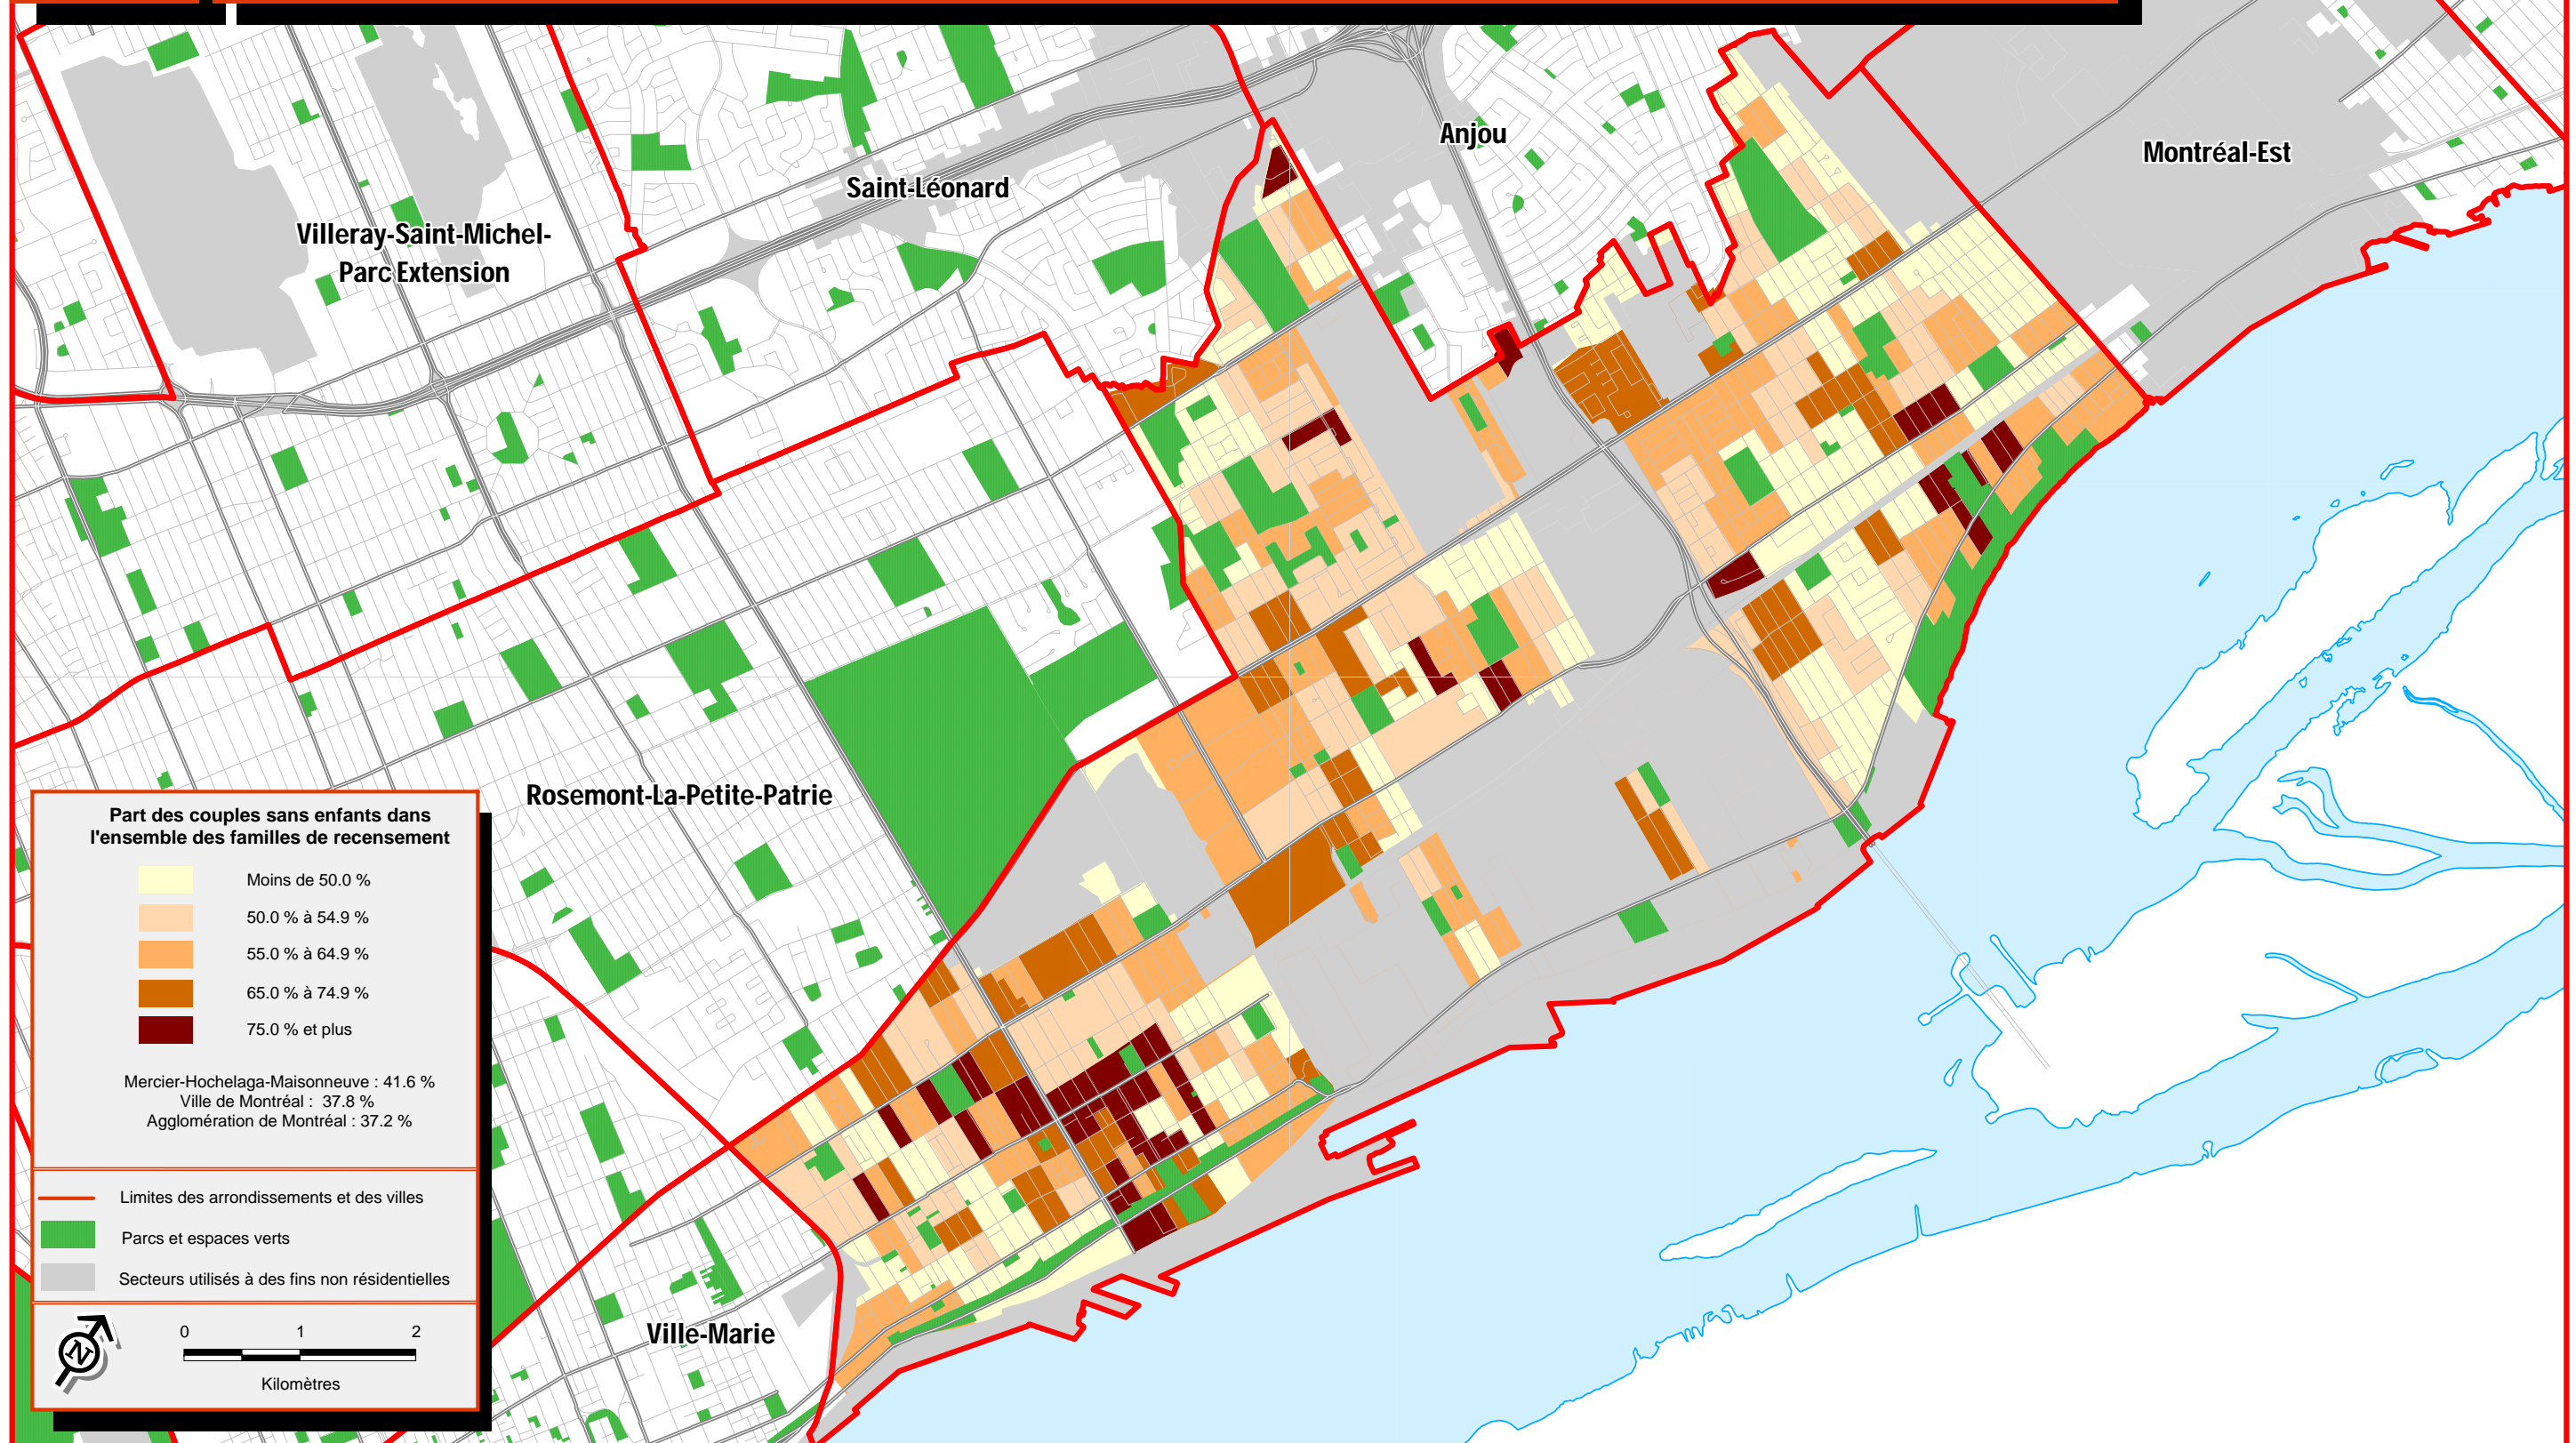 Anjou
Montréal-Est
Saint-Léonard
Villeray-Saint-Michel-
Parc Extension
Rosemont-La-Petite-Patrie
Ville-Marie
Part des couples sans enfants dans
l'ensemble des familles de recensement
Moins de 50.0 %
50.0 % à 54.9 %
55.0 % à 64.9 %
65.0 % à 74.9 %
75.0 % et plus
Mercier-Hochelaga-Maisonneuve : 41.6 %
Ville de Montréal : 37.8 %
Agglomération de Montréal : 37.2 %
Limites des arrondissements et des villes
Parcs et espaces verts
Secteurs utilisés à des fins non résidentielles
N
0 1 2
Kilomètres